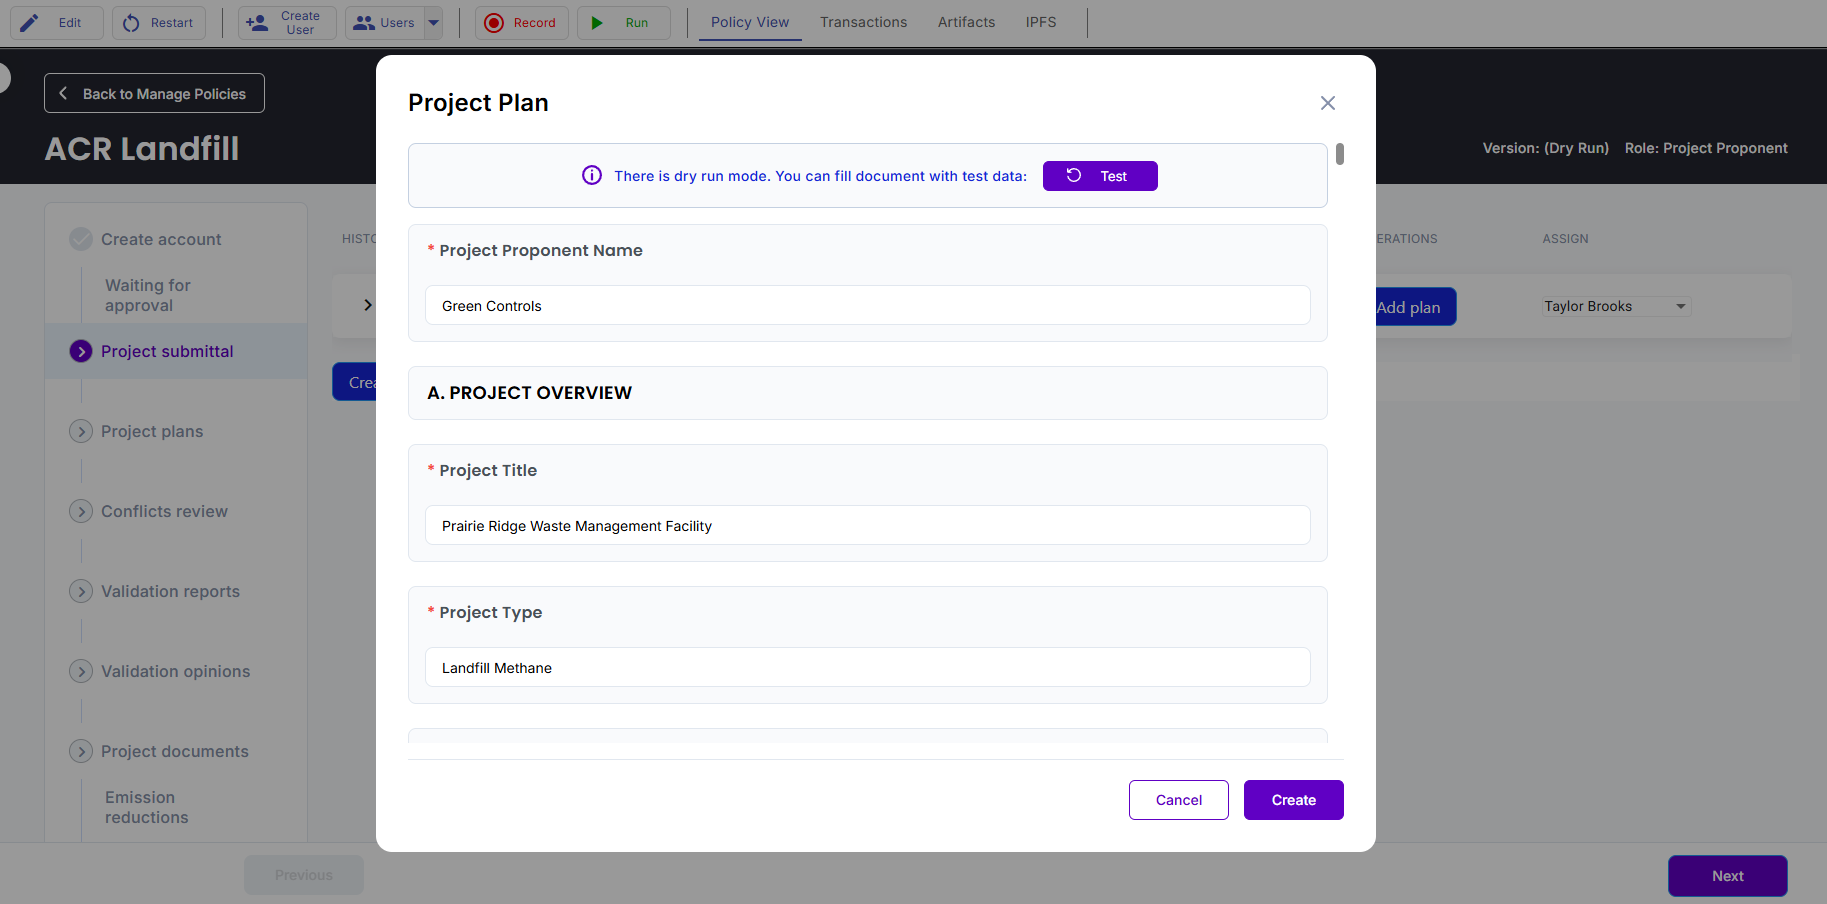 Edit
Restart
Create
User
Users
Record
Run
Policy View
Transactions
Artifacts
IPFS
Back to Manage Policies
ACR Landfill
Version: (Dry Run)
Role: Project Proponent
Create account
Waiting for
approval
Project submittal
Project plans
Conflicts review
Validation reports
Validation opinions
Project documents
Emission
reductions
HISTO
ERATIONS
ASSIGN
Add plan
Taylor Brooks
Crea
Project Plan
There is dry run mode. You can fill document with test data:
Test
* Project Proponent Name
Green Controls
A. PROJECT OVERVIEW
* Project Title
Prairie Ridge Waste Management Facility
* Project Type
Landfill Methane
Cancel
Create
Previous
Next